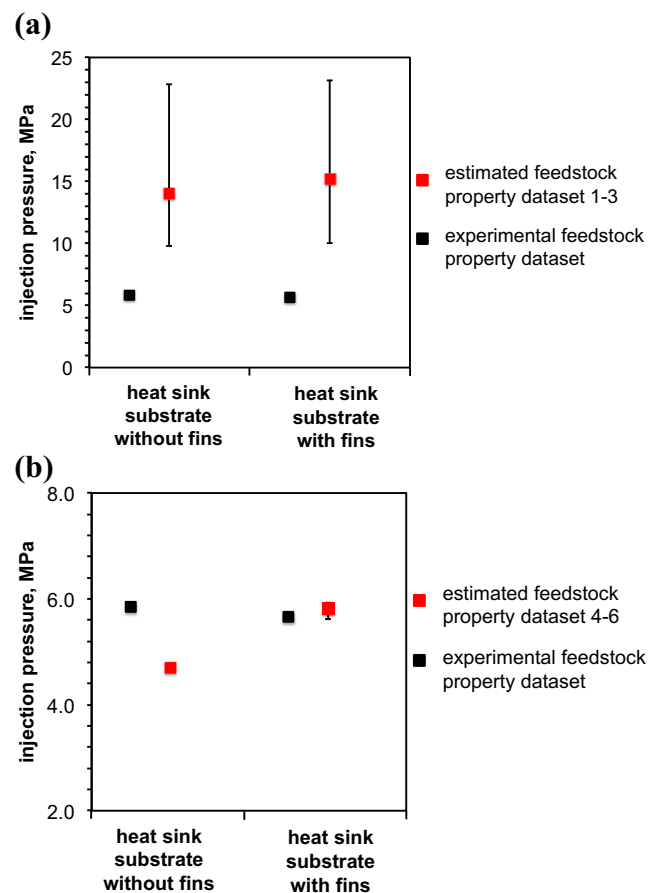 (a)
injection pressure, MPa
25
20
15
10
5
0
heat sink
substrate
without fins
heat sink
substrate
with fins
estimated feedstock
property dataset 1-3
experimental feedstock
property dataset
(b)
injection pressure, MPa
8.0
6.0
4.0
2.0
heat sink
substrate
without fins
heat sink
substrate
with fins
estimated feedstock
property dataset 4-6
experimental feedstock
property dataset